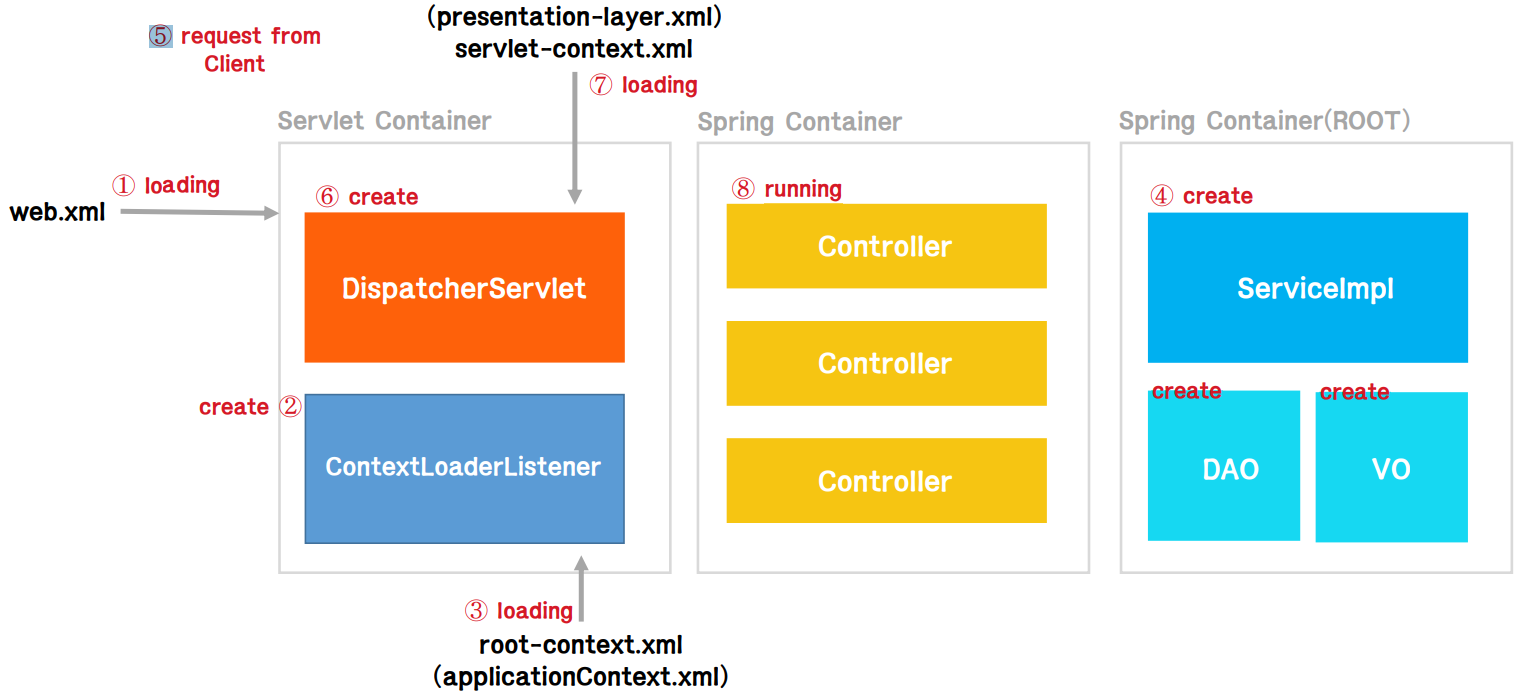 (presentation-layer.xml)
servlet-context.xml
⑤ request from
Client
⑦ loading
Servlet Container
Spring Container
Spring Container(ROOT)
① loading
web.xml
⑥ create
DispatcherServlet
create ②
ContextLoaderListener
③ loading
root-context.xml
(applicationContext.xml)
⑧ running
Controller
Controller
Controller
④ create
ServiceImpl
create
DAO
create
VO